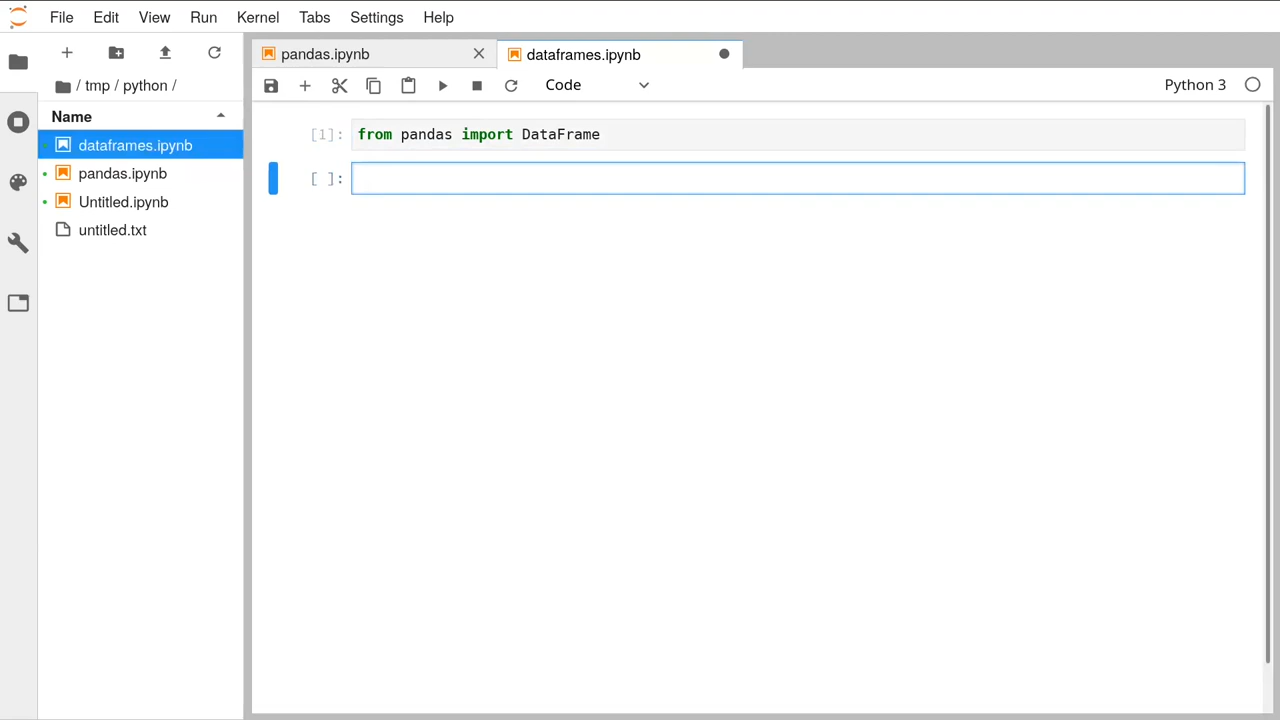 File Edit View Run Kernel Tabs Settings Help
/ tmp / python /
Name
dataframes.ipynb
pandas.ipynb
Untitled.ipynb
untitled.txt
pandas.ipynb
dataframes.ipynb
Code
Python 3
[1]: from pandas import DataFrame
[ ]: